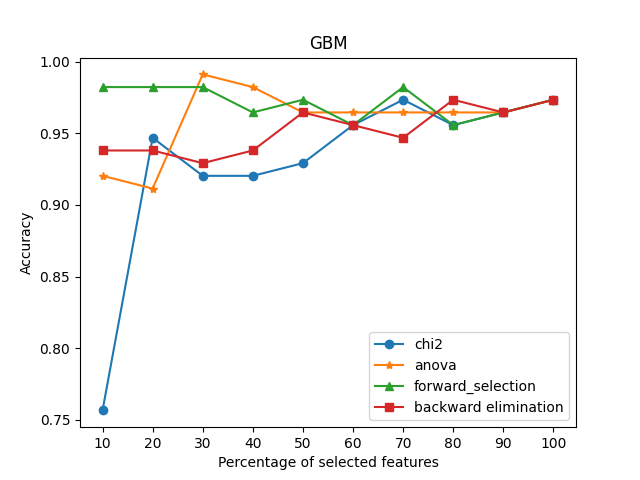 GBM
1.00
0.95
0.90
0.85
0.80
0.75
Accuracy
chi2
anova
forward_selection
backward elimination
10 20 30 40 50 60 70 80 90 100
Percentage of selected features